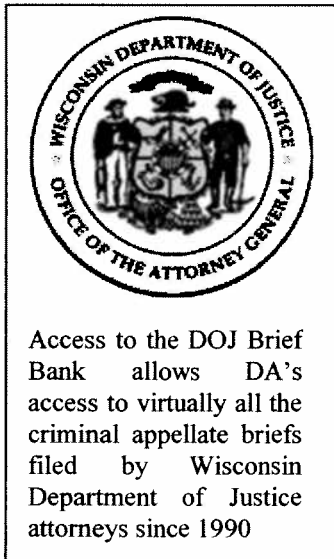 WISCONSIN DEPARTMENT OF JUSTICE
OFFICE OF THE ATTORNEY GENERAL
Access to the DOJ Brief
Bank allows DA's
access to virtually all the
criminal appellate briefs
filed by Wisconsin
Department of Justice
attorneys since 1990